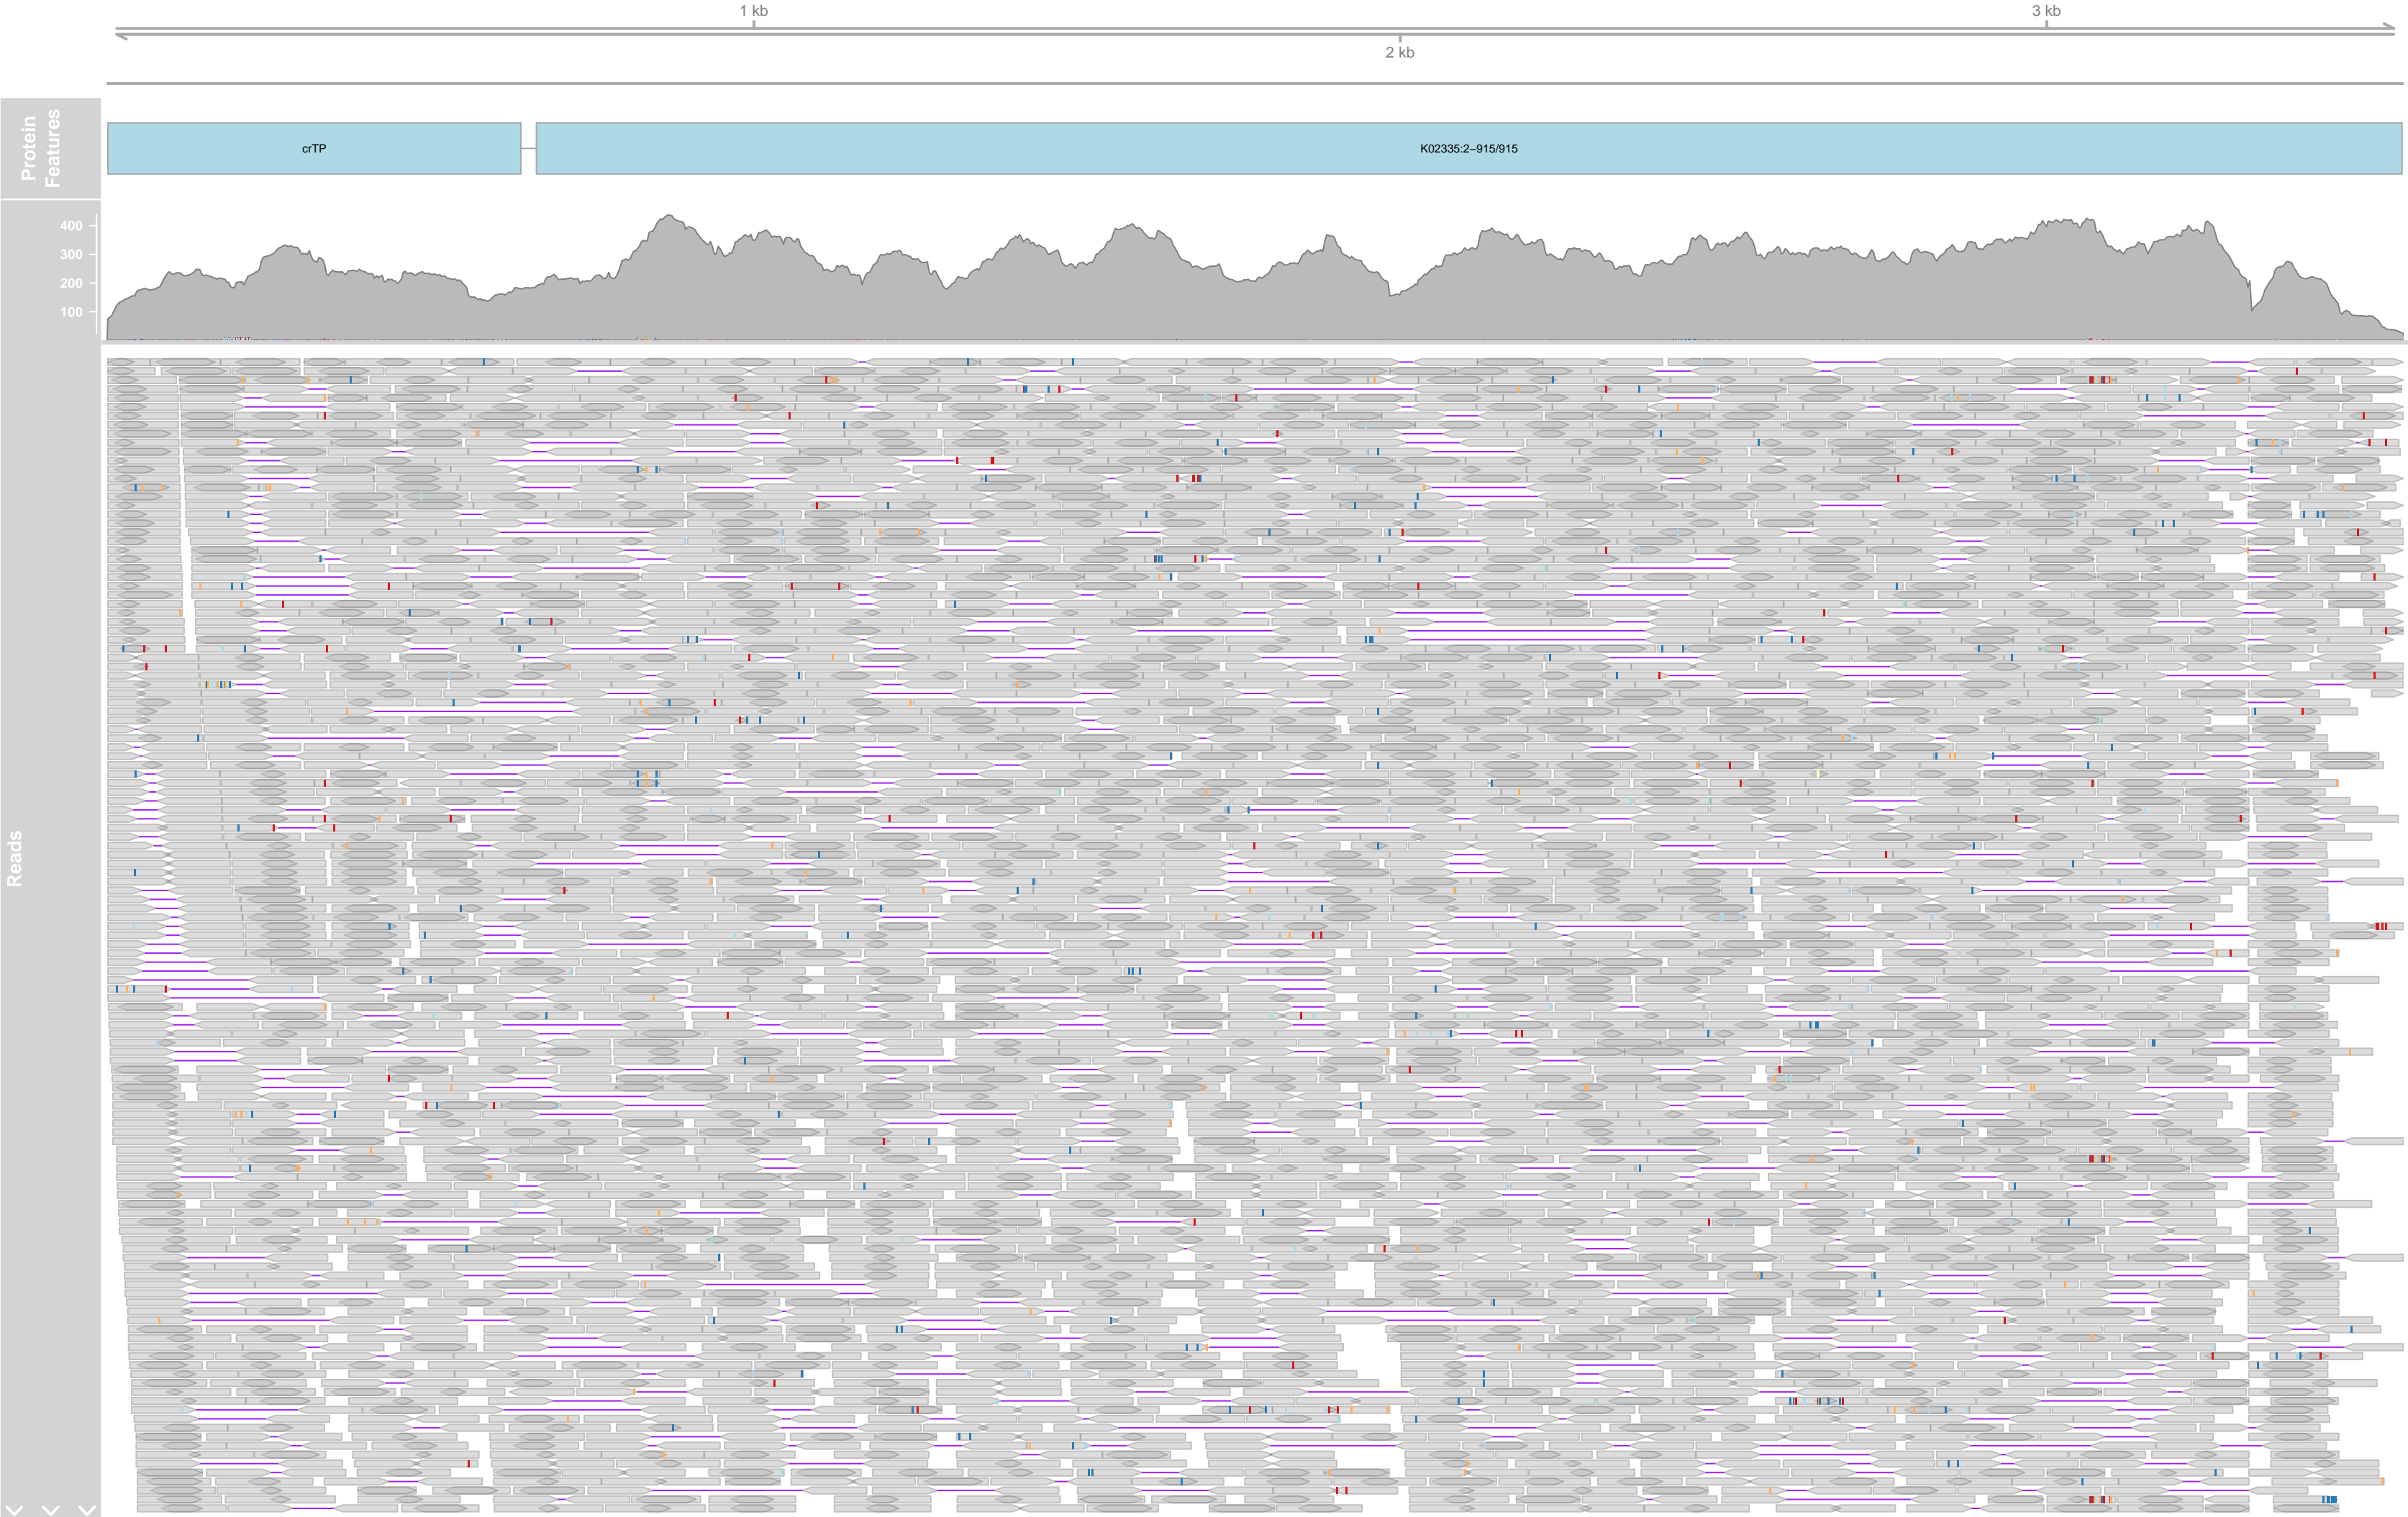 1 kb
3 kb
2 kb
Protein
Features
crTP
K02335:2−915/915
400
300
200
100
Reads